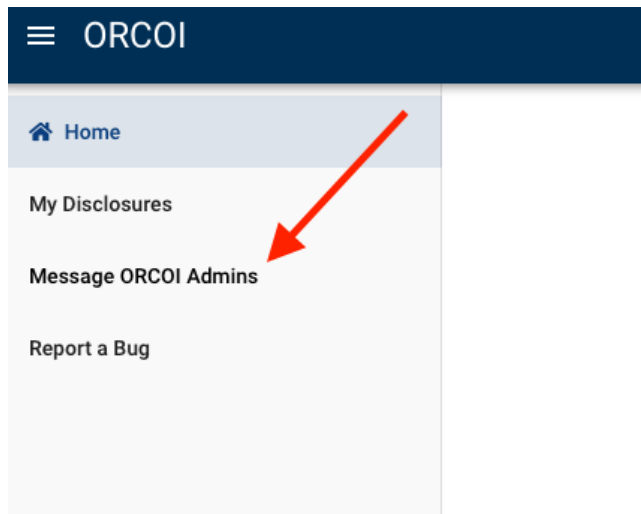 ORCOI
Home
My Disclosures
Message ORCOI Admins
Report a Bug